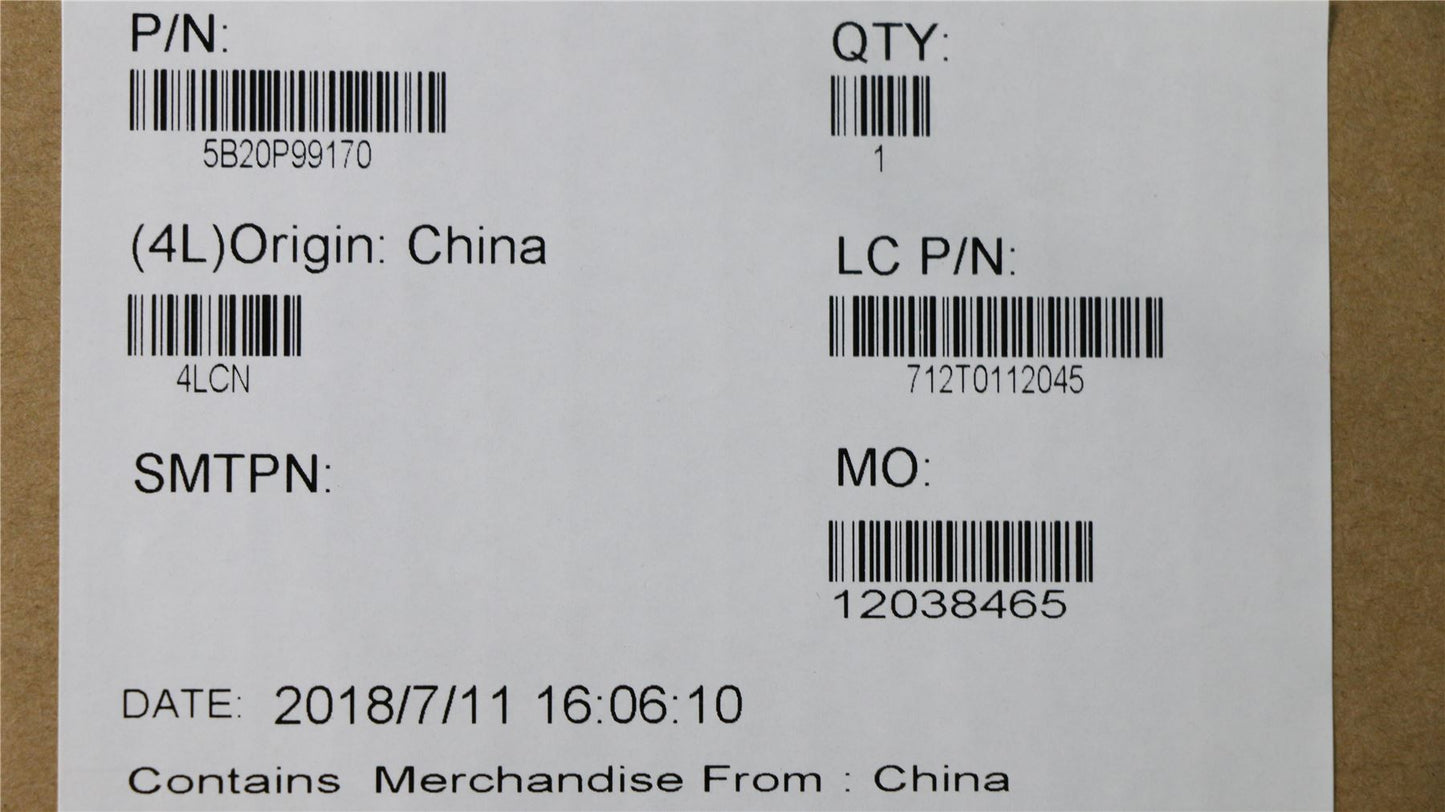 P/N:
5B20P99170
QTY:
1
(4L)Origin: China
4LCN
LC P/N:
712T0112045
SMTPN:
MO:
12038465
DATE: 2018/7/11 16:06:10
Contains Merchandise From : China